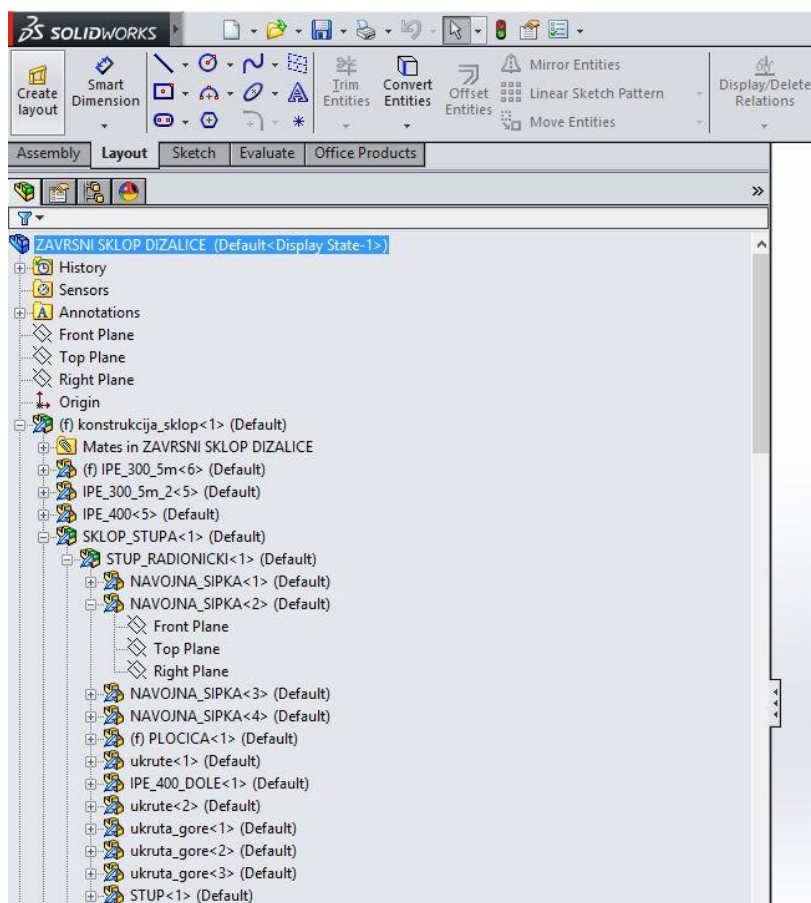 SOLIDWORKS
Create layout
Smart Dimension
Trim Entities
Convert Entities
Offset Entities
Mirror Entities
Linear Sketch Pattern
Move Entities
Display/Delete Relations
Assembly Layout Sketch Evaluate Office Products
ZAVRSNI SKLOP DIZALICE (Default<Display State-1>)
History
Sensors
Annotations
Front Plane
Top Plane
Right Plane
Origin
(f) konstrukcija_sklop<1> (Default)
Mates in ZAVRSNI SKLOP DIZALICE
(f) IPE_300_5m<6> (Default)
IPE_300_5m_2<5> (Default)
IPE_400<5> (Default)
SKLOP_STUPA<1> (Default)
STUP_RADIONICKI<1> (Default)
NAVOJNA_SIPKA<1> (Default)
NAVOJNA_SIPKA<2> (Default)
Front Plane
Top Plane
Right Plane
NAVOJNA_SIPKA<3> (Default)
NAVOJNA_SIPKA<4> (Default)
(f) PLOCICA<1> (Default)
ukrute<1> (Default)
IPE_400_DOLE<1> (Default)
ukrute<2> (Default)
ukruta_gore<1> (Default)
ukruta_gore<2> (Default)
ukruta_gore<3> (Default)
STUP<1> (Default)